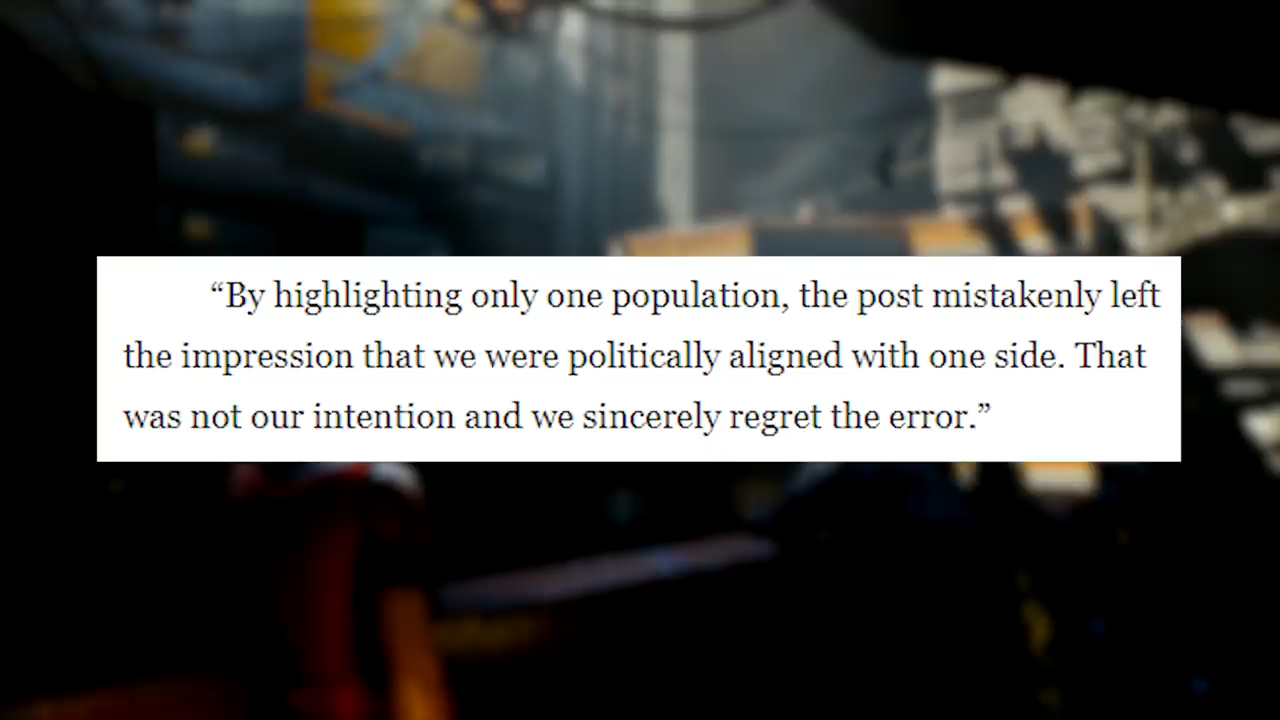 “By highlighting only one population, the post mistakenly left
the impression that we were politically aligned with one side. That
was not our intention and we sincerely regret the error.”